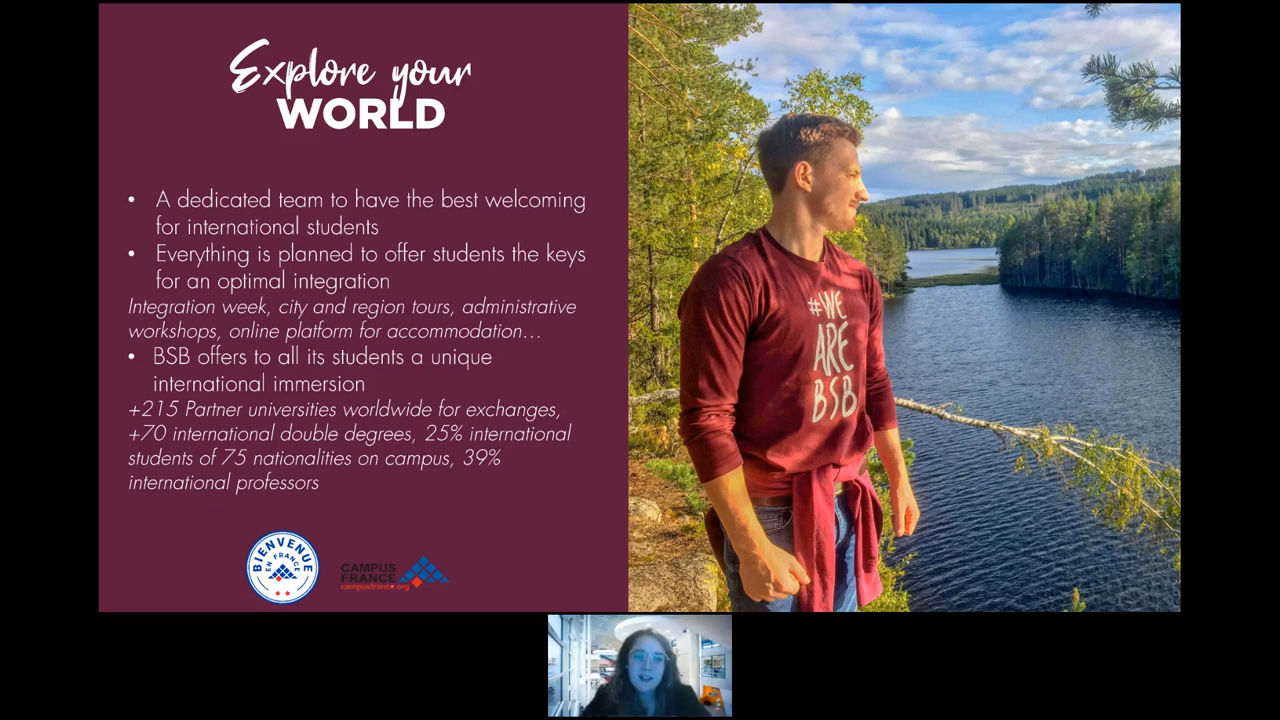 Explore your
WORLD
• A dedicated team to have the best welcoming
for international students
• Everything is planned to offer students the keys
for an optimal integration
Integration week, city and region tours, administrative
workshops, online platform for accommodation...
• BSB offers to all its students a unique
international immersion
+215 Partner universities worldwide for exchanges,
+70 international double degrees, 25% international
students of 75 nationalities on campus, 39%
international professors
BIENVENUE
EN FRANCE
CAMPUS
FRANCE
campusfrance.org
#WE
ARE
BSB